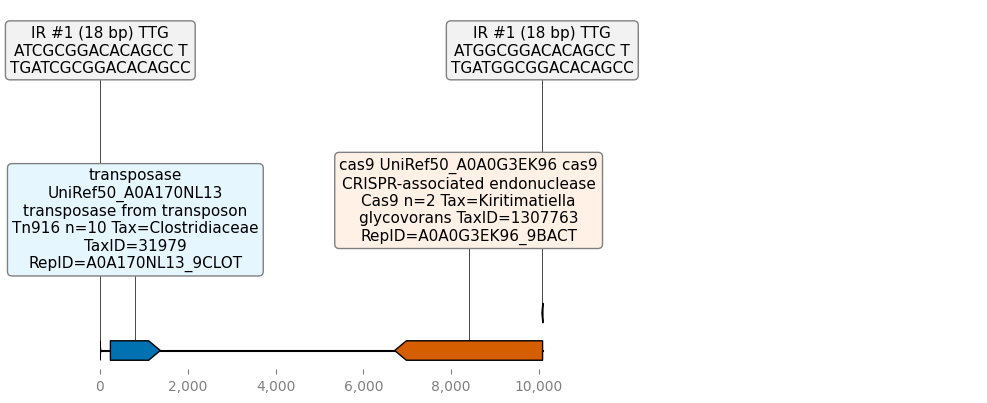 IR #1 (18 bp) TTG
ATCGCGGACACAGCC T
TGATCGCGGACACAGCC
IR #1 (18 bp) TTG
ATGGCGGACACAGCC T
TGATGGCGGACACAGCC
transposase
UniRef50_A0A170NL13
transposase from transposon
Tn916 n=10 Tax=Clostridiaceae
TaxID=31979
RepID=A0A170NL13_9CLOT
cas9 UniRef50_A0A0G3EK96 cas9
CRISPR-associated endonuclease
Cas9 n=2 Tax=Kiritimatiella
glycovorans TaxID=1307763
RepID=A0A0G3EK96_9BACT
0 2,000 4,000 6,000 8,000 10,000